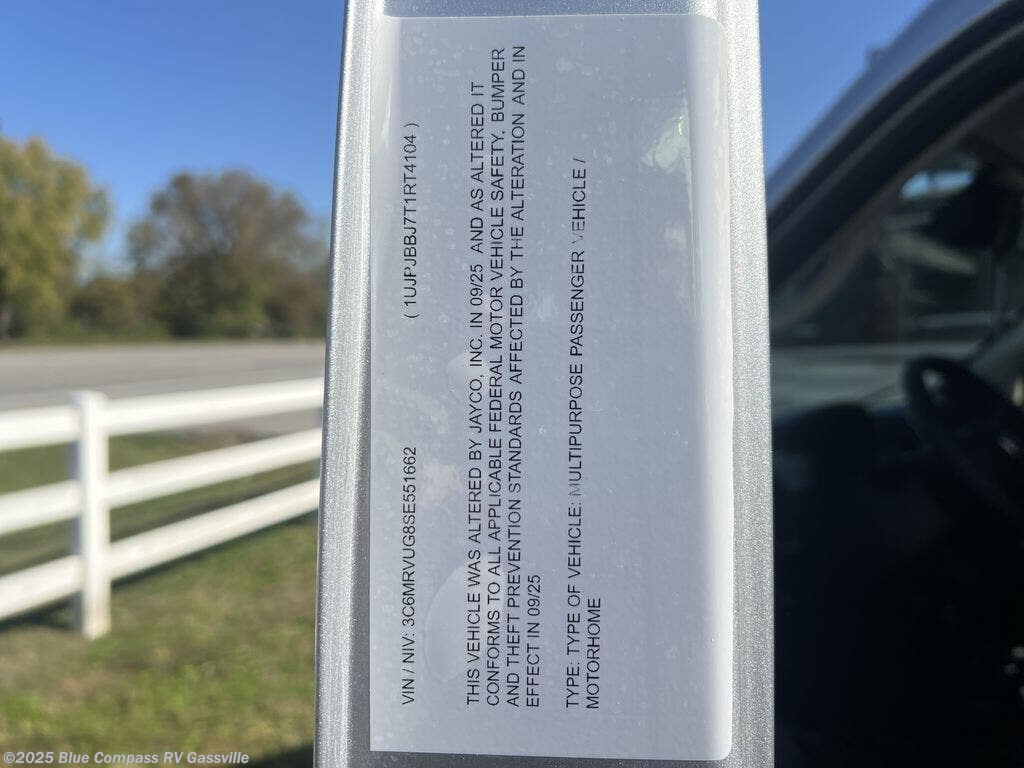 VIN / NIV: 3C6MRVUG8SE551662 ( 1UJPJBBJ7T1RT4104 )
THIS VEHICLE WAS ALTERED BY JAYCO, INC. IN 09/25 AND AS ALTERED IT
CONFORMS TO ALL APPLICABLE FEDERAL MOTOR VEHICLE SAFETY, BUMPER
AND THEFT PREVENTION STANDARDS AFFECTED BY THE ALTERATION AND IN
EFFECT IN 09/25
TYPE: TYPE OF VEHICLE: MULTIPURPOSE PASSENGER VEHICLE /
MOTORHOME
©2025 Blue Compass RV Gassville